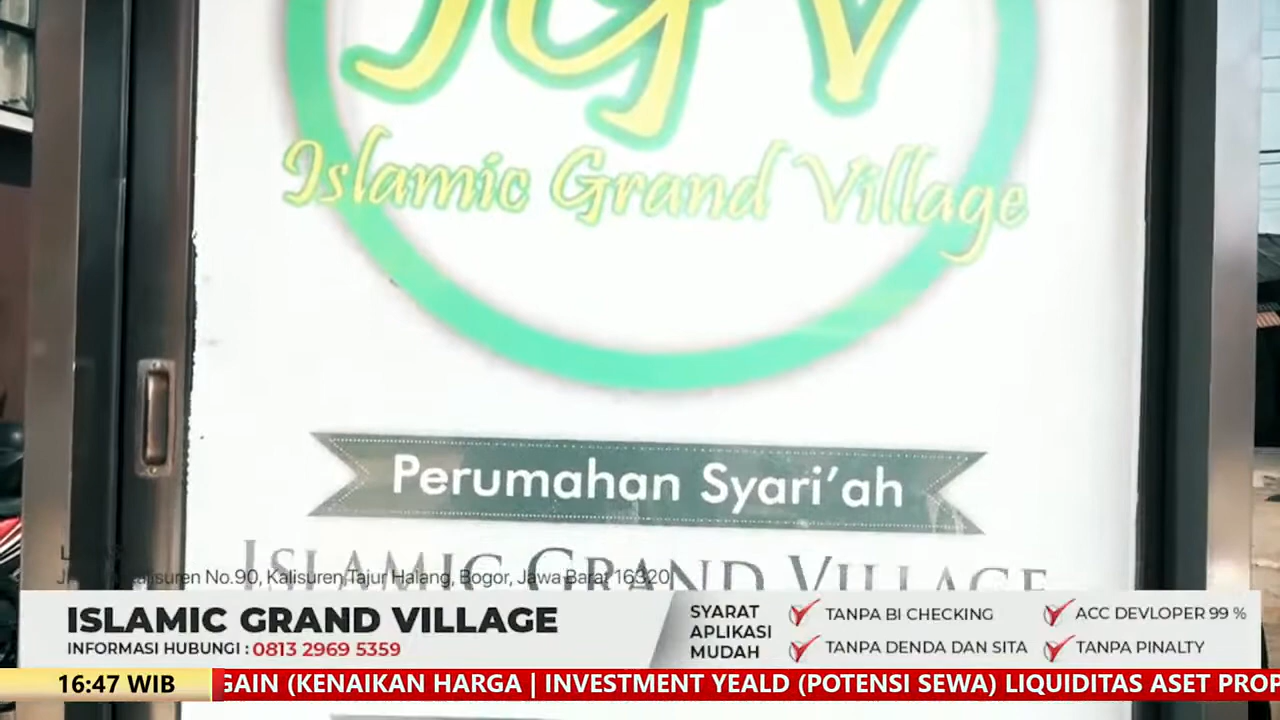 IGV
Islamic Grand Village
Perumahan Syari'ah
ISLAMIC GRAND VILLAGE
No.90, Kalisuren, Tajur Halang, Bogor, Jawa Barat 16320
ISLAMIC GRAND VILLAGE
INFORMASI HUBUNGI : 0813 2969 5359
SYARAT
APLIKASI
MUDAH
TANPA BI CHECKING
ACC DEVLOPER 99 %
TANPA DENDA DAN SITA
TANPA PINALTY
16:47 WIB
GAIN (KENAIKAN HARGA | INVESTMENT YEALD (POTENSI SEWA) LIQUIDITAS ASET PROP